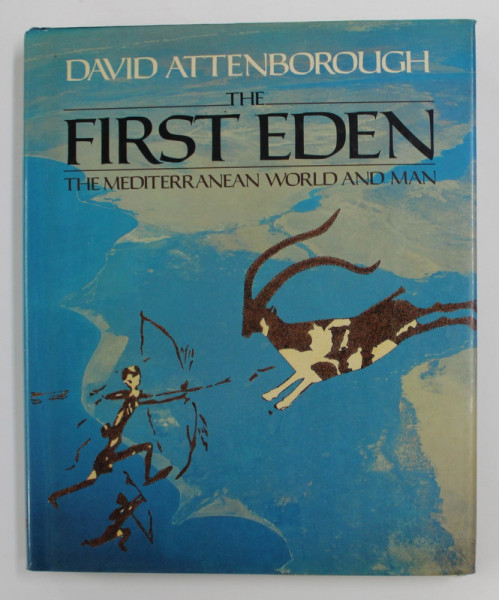 DAVID ATTENBOROUGH
THE
FIRST EDEN
THE MEDITERRANEAN WORLD AND MAN